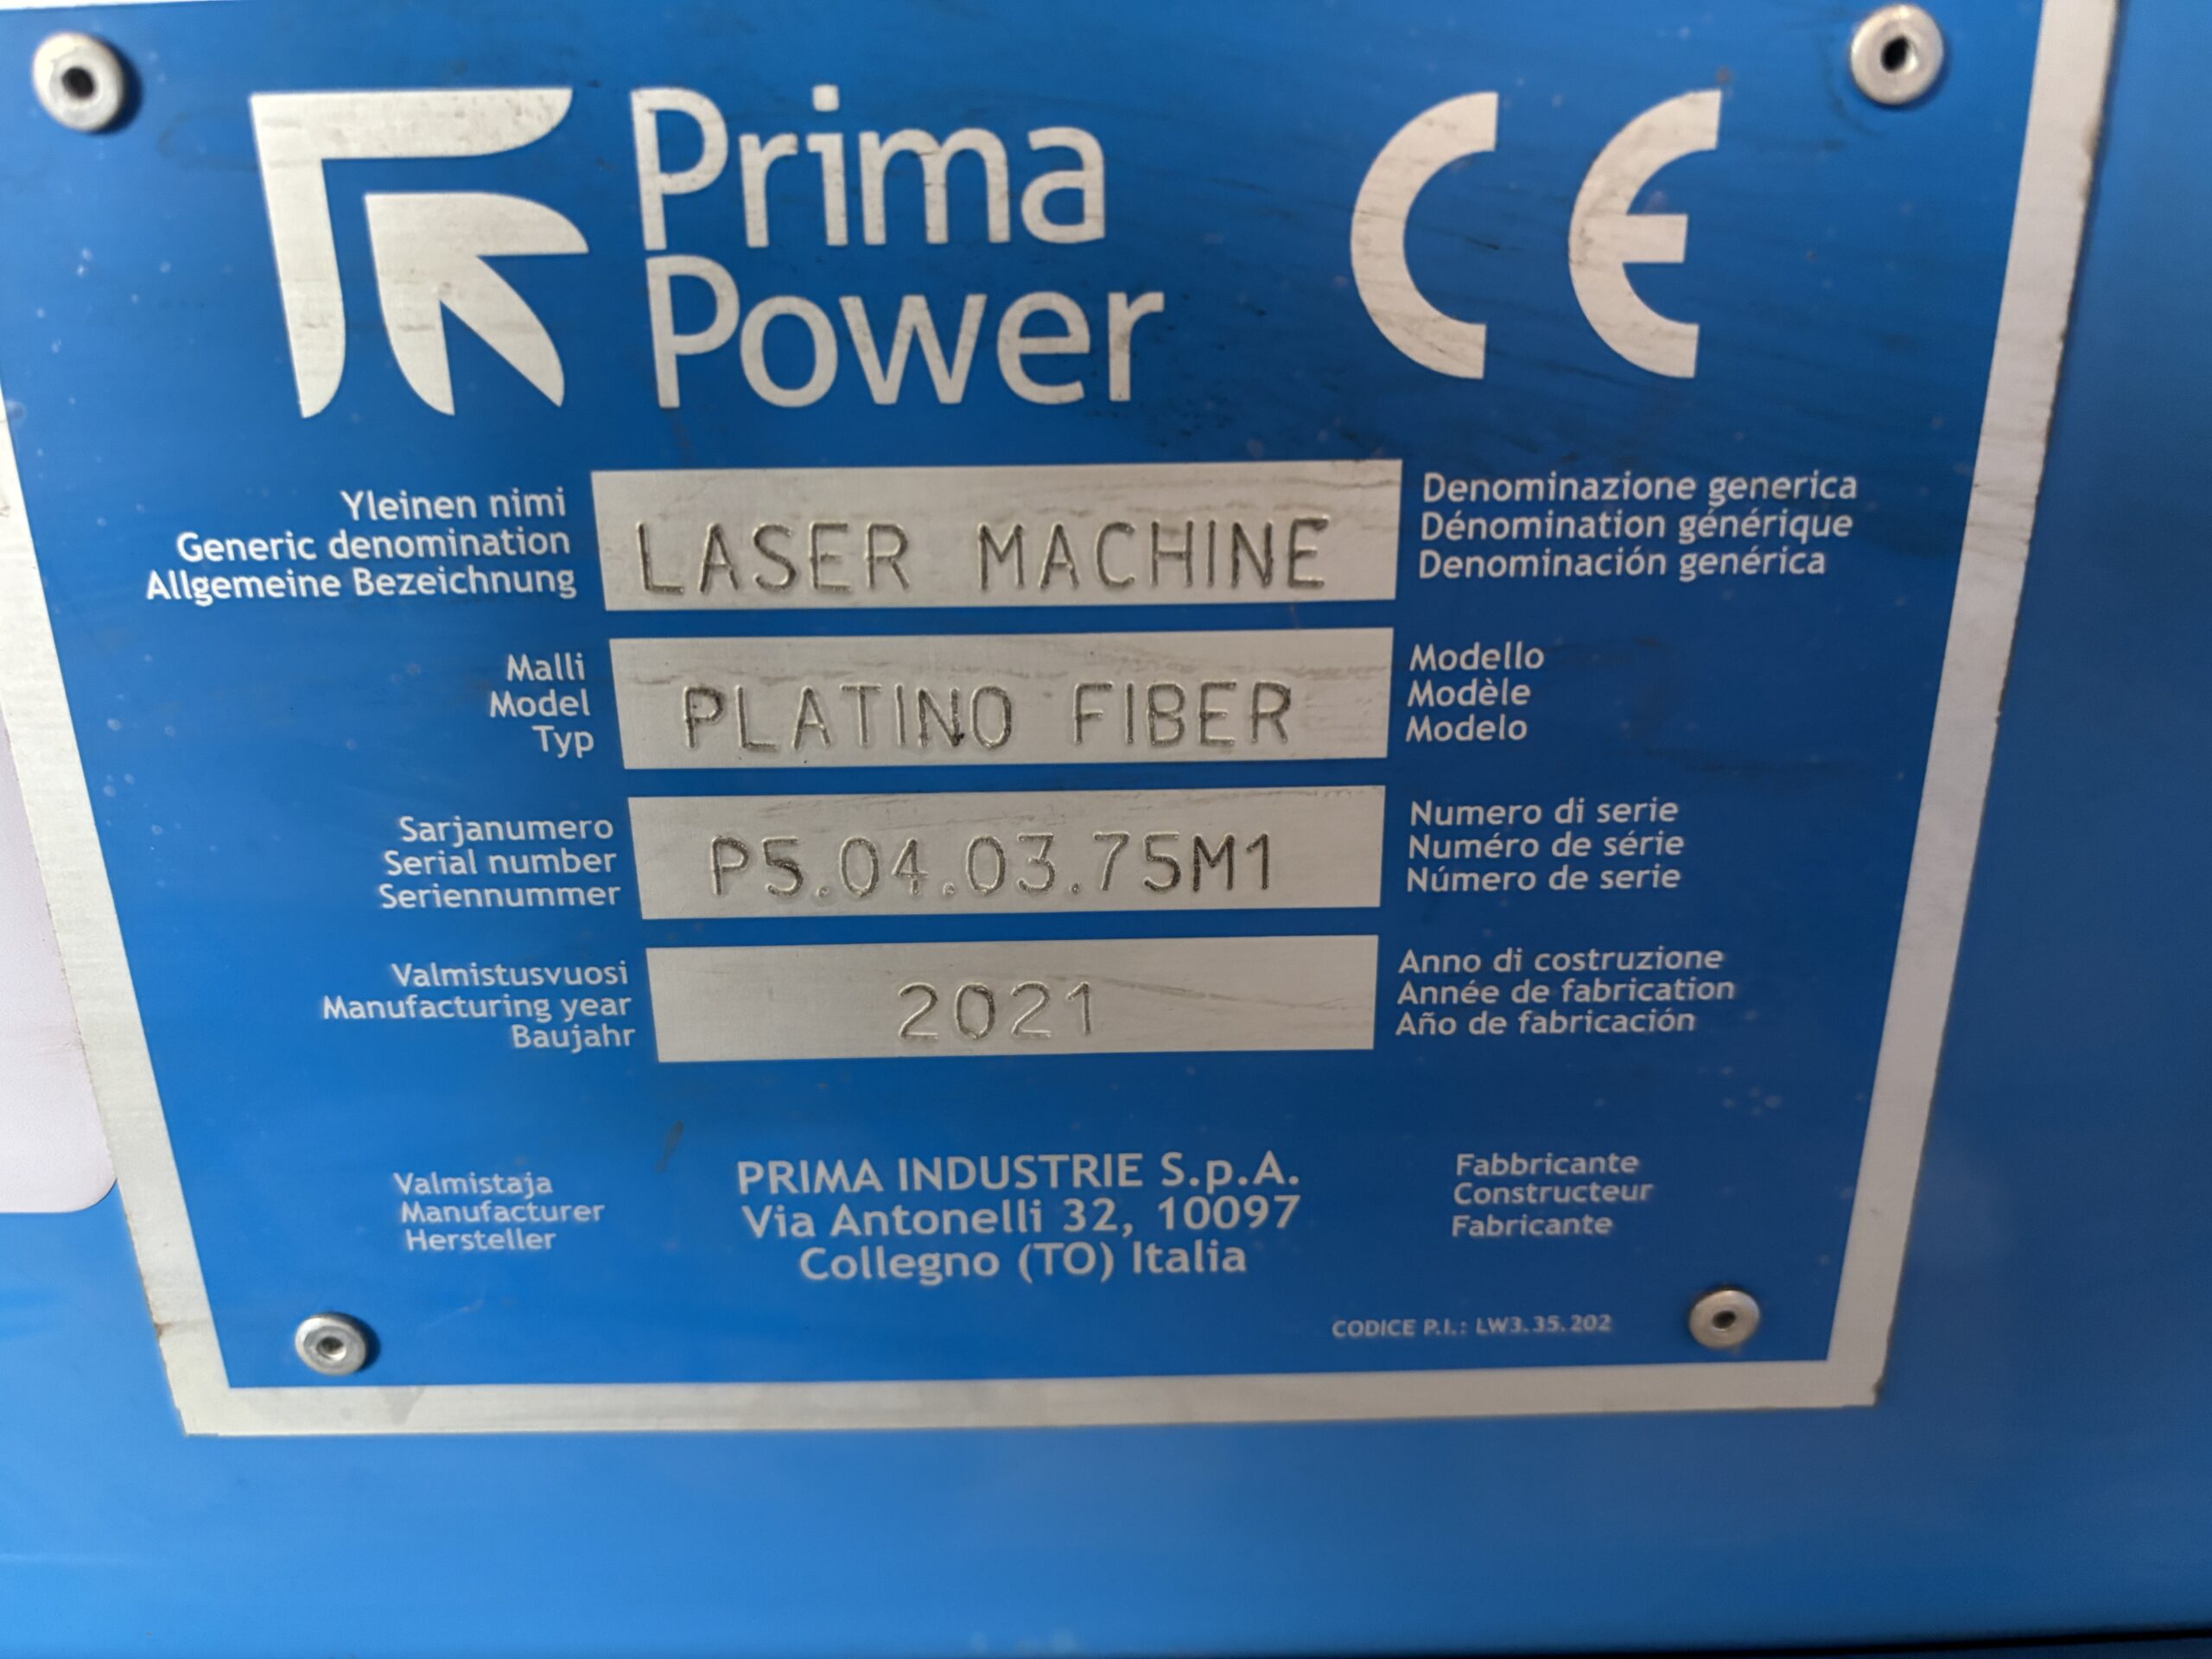 Prima
Power
CE
Yleinen nimi
Generic denomination
Allgemeine Bezeichnung
LASER MACHINE
Denominazione generica
Dénomination générique
Denominación genérica
Malli
Model
Typ
PLATINO FIBER
Modello
Modèle
Modelo
Sarjanumero
Serial number
Seriennummer
P5.04.03.75M1
Numero di serie
Numéro de série
Número de serie
Valmistusvuosi
Manufacturing year
Baujahr
2021
Anno di costruzione
Année de fabrication
Año de fabricación
Valmistaja
Manufacturer
Hersteller
PRIMA INDUSTRIE S.p.A.
Via Antonelli 32, 10097
Collegno (TO) Italia
Fabbricante
Constructeur
Fabricante
CODICE P.I.: LW3.35.202